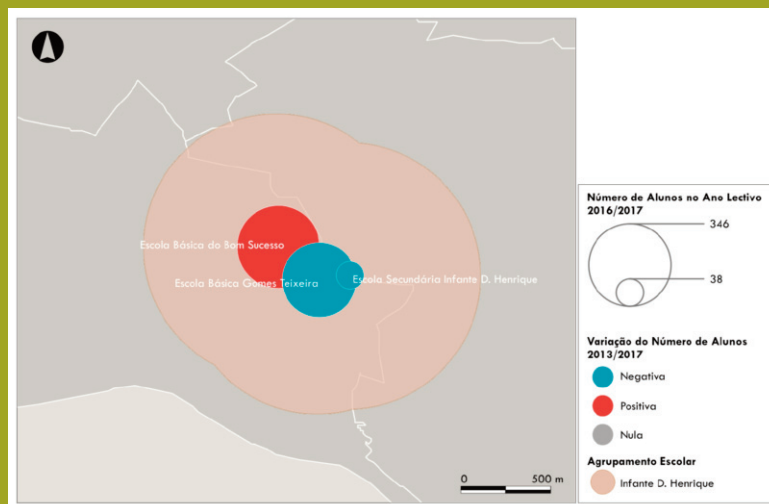 Escola Básica do Bom Sucesso
Escola Básica Gomes Teixeira
Escola Secundária Infante D. Henrique
0 500 m
Número de Alunos no Ano Lectivo
2016/2017
346
38
Variação do Número de Alunos
2013/2017
Negativa
Positiva
Nula
Agrupamento Escolar
Infante D. Henrique